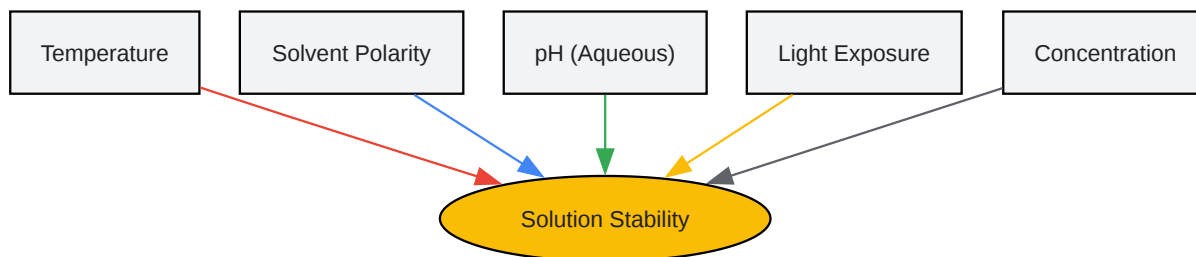 Temperature
Solvent Polarity
pH (Aqueous)
Light Exposure
Concentration
Solution Stability